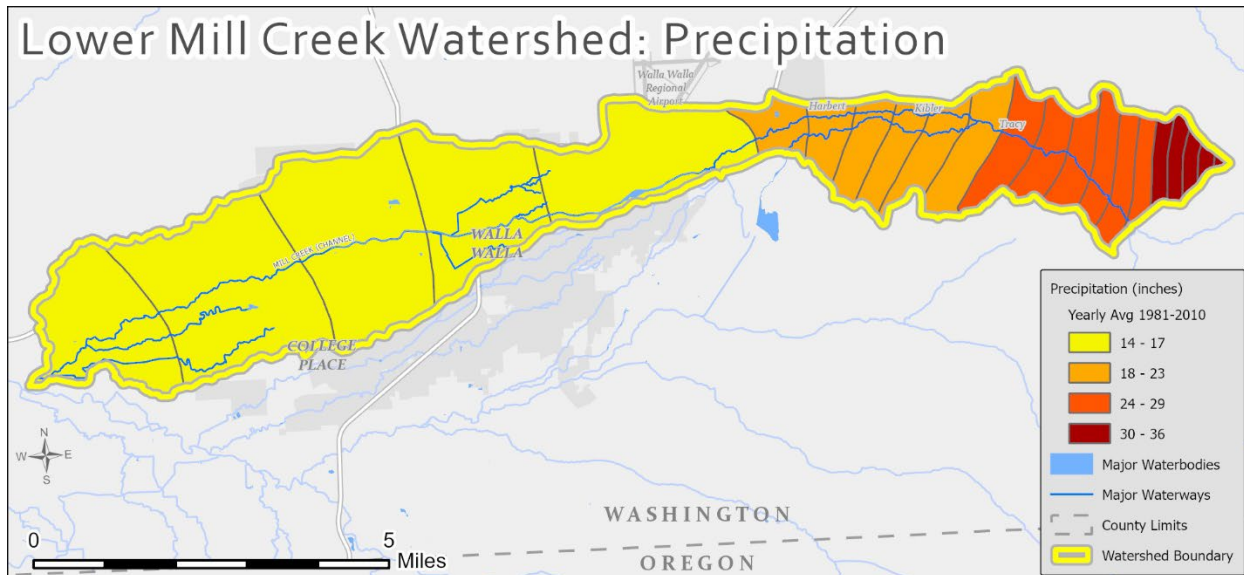 Lower Mill Creek Watershed: Precipitation
Walla Walla
Regional
Airport
Harbert
Kibler
Tracy
MILL CREEK (CHANNEL)
WALLA
WALLA
COLLEGE
PLACE
N
W
E
S
0
5
Miles
WASHINGTON
OREGON
Precipitation (inches)
Yearly Avg 1981-2010
14 - 17
18 - 23
24 - 29
30 - 36
Major Waterbodies
Major Waterways
County Limits
Watershed Boundary